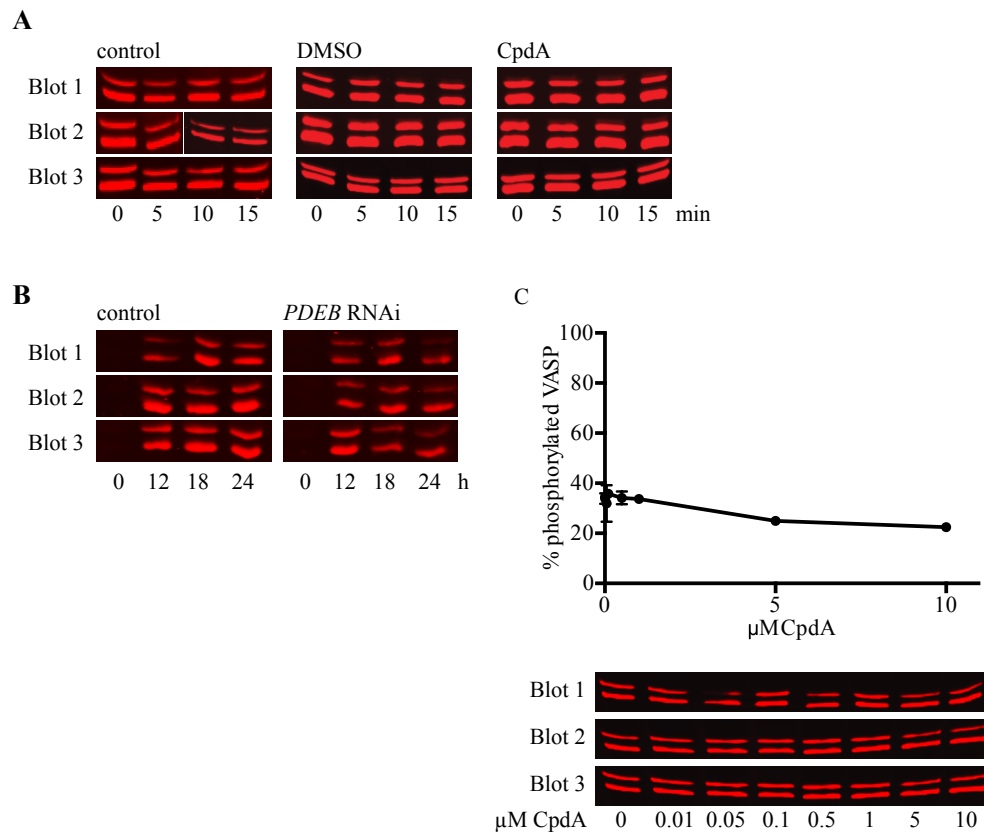 A
control DMSO CpdA
Blot 1
Blot 2
Blot 3
0 5 10 15 0 5 10 15 0 5 10 15 min
B
control PDEB RNAi
Blot 1
Blot 2
Blot 3
0 12 18 24 0 12 18 24 h
C
% phosphorylated VASP
100
80
60
40
20
0
0 5 10
µMCpdA
Blot 1
Blot 2
Blot 3
µM CpdA 0 0.01 0.05 0.1 0.5 1 5 10